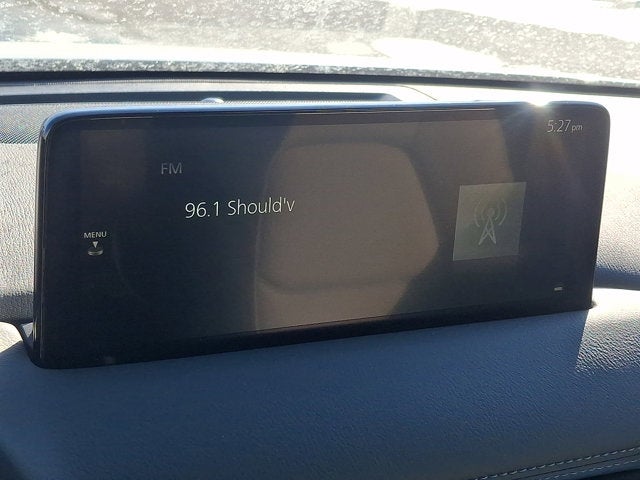 5:27 pm
FM
96.1 Should'v
MENU